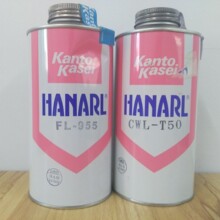 Kanto
Kasei
HANARL
FL-955
Kanto
Kasei
HANARL
CWL-T50